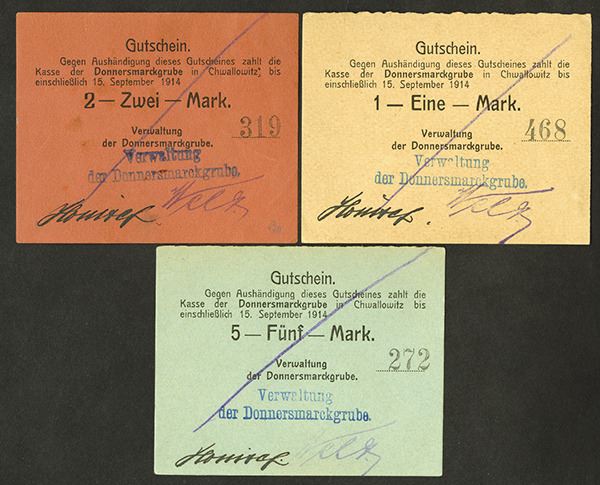 Gutschein.
Gegen Aushändigung dieses Gutscheines zahlt die
Kasse der Donnersmarckgrube in Chwallowitz bis
einschließlich 15. September 1914
2 — Zwei — Mark.
Verwaltung
der Donnersmarckgrube.
319
Verwaltung
der Donnersmarckgrube.
Gutschein.
Gegen Aushändigung dieses Gutscheines zahlt die
Kasse der Donnersmarckgrube in Chwallowitz bis
einschließlich 15. September 1914
1 — Eine — Mark.
Verwaltung
der Donnersmarckgrube.
468
Verwaltung
der Donnersmarckgrube.
Gutschein.
Gegen Aushändigung dieses Gutscheines zahlt die
Kasse der Donnersmarckgrube in Chwallowitz bis
einschließlich 15. September 1914
5 — Fünf — Mark.
Verwaltung
der Donnersmarckgrube.
272
Verwaltung
der Donnersmarckgrube.